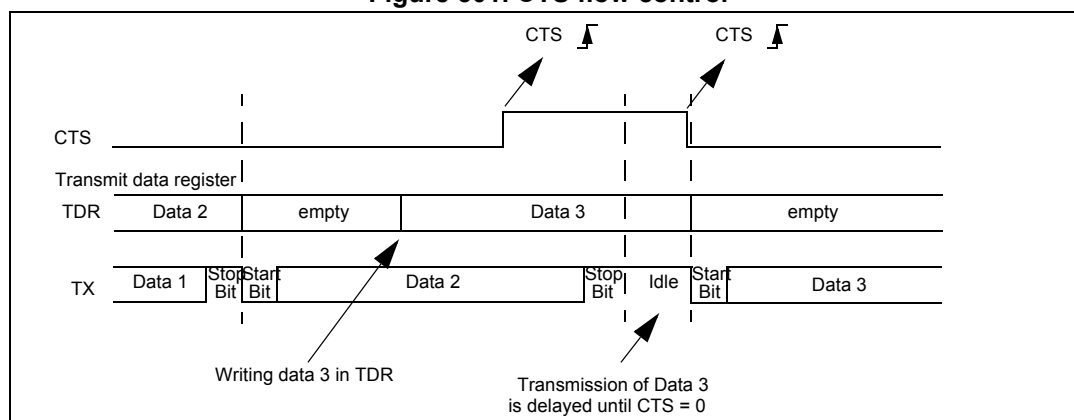 Figure 301. CTS flow control
CTS CTS
CTS
Transmit data register
TDR Data 2 empty Data 3 empty
TX Data 1 Stop Bit Start Bit Data 2 Stop Bit Idle Start Bit Data 3
Writing data 3 in TDR
Transmission of Data 3
is delayed until CTS = 0